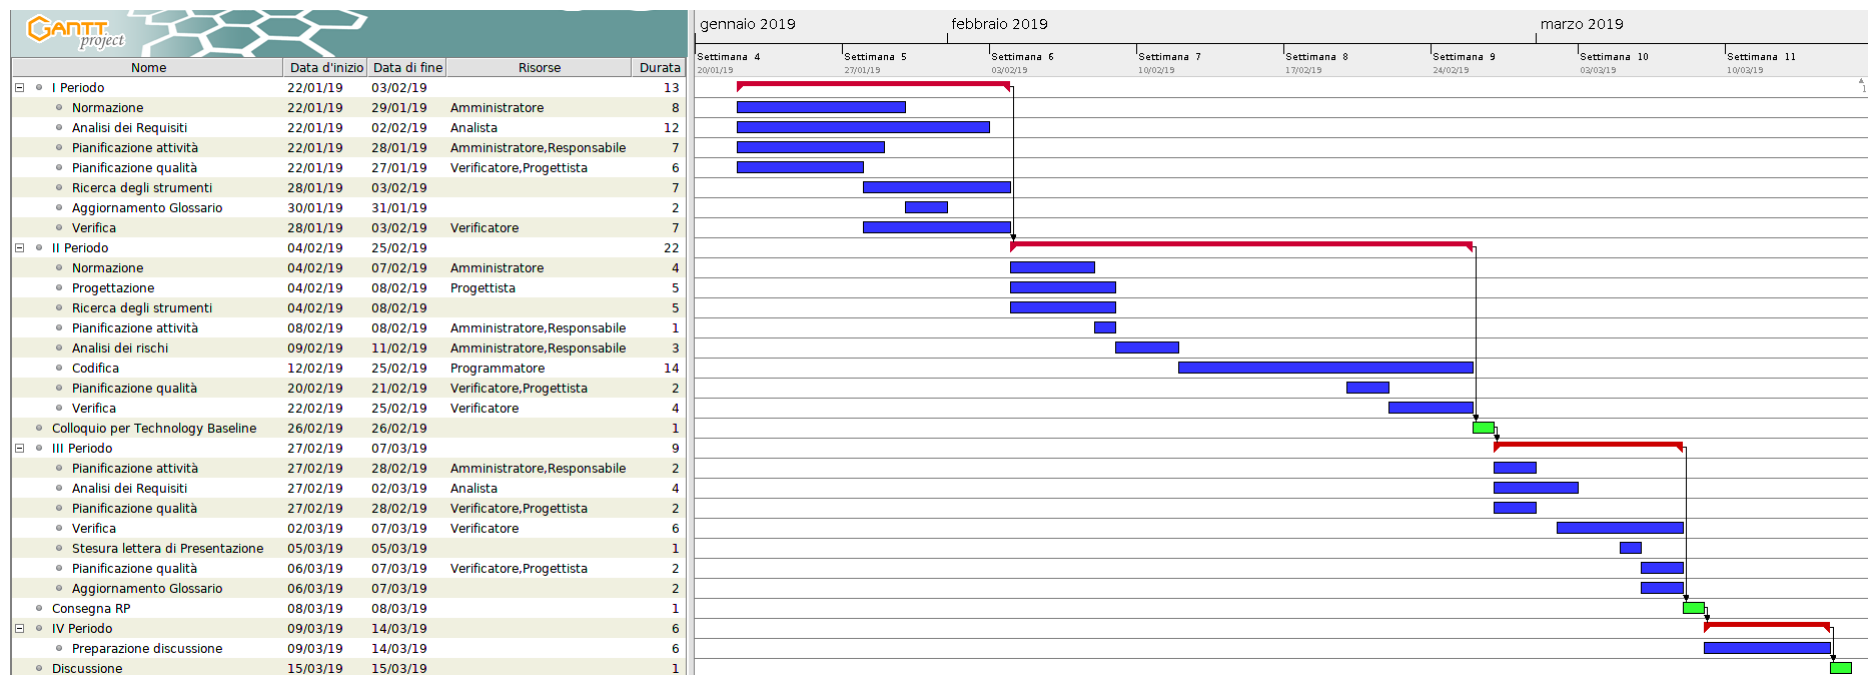 GANTT
project
gennaio 2019 febbraio 2019 marzo 2019
Settimana 4 Settimana 5 Settimana 6 Settimana 7 Settimana 8 Settimana 9 Settimana 10 Settimana 11
20/01/19 27/01/19 03/02/19 10/02/19 17/02/19 24/02/19 03/03/19 10/03/19
Nome Data d'inizio Data di fine Risorse Durata
I Periodo 22/01/19 03/02/19 13
1
Normazione 22/01/19 29/01/19 Amministratore 8
Analisi dei Requisiti 22/01/19 02/02/19 Analista 12
Pianificazione attività 22/01/19 28/01/19 Amministratore,Responsabile 7
Pianificazione qualità 22/01/19 27/01/19 Verificatore,Progettista 6
Ricerca degli strumenti 28/01/19 03/02/19 7
Aggiornamento Glossario 30/01/19 31/01/19 2
Verifica 28/01/19 03/02/19 Verificatore 7
II Periodo 04/02/19 25/02/19 22
Normazione 04/02/19 07/02/19 Amministratore 4
Progettazione 04/02/19 08/02/19 Progettista 5
Ricerca degli strumenti 04/02/19 08/02/19 5
Pianificazione attività 08/02/19 08/02/19 Amministratore,Responsabile 1
Analisi dei rischi 09/02/19 11/02/19 Amministratore,Responsabile 3
Codifica 12/02/19 25/02/19 Programmatore 14
Pianificazione qualità 20/02/19 21/02/19 Verificatore,Progettista 2
Verifica 22/02/19 25/02/19 Verificatore 4
Colloquio per Technology Baseline 26/02/19 26/02/19 1
III Periodo 27/02/19 07/03/19 9
Pianificazione attività 27/02/19 28/02/19 Amministratore,Responsabile 2
Analisi dei Requisiti 27/02/19 02/03/19 Analista 4
Pianificazione qualità 27/02/19 28/02/19 Verificatore,Progettista 2
Verifica 02/03/19 07/03/19 Verificatore 6
Stesura lettera di Presentazione 05/03/19 05/03/19 1
Pianificazione qualità 06/03/19 07/03/19 Verificatore,Progettista 2
Aggiornamento Glossario 06/03/19 07/03/19 2
Consegna RP 08/03/19 08/03/19 1
IV Periodo 09/03/19 14/03/19 6
Preparazione discussione 09/03/19 14/03/19 6
Discussione 15/03/19 15/03/19 1